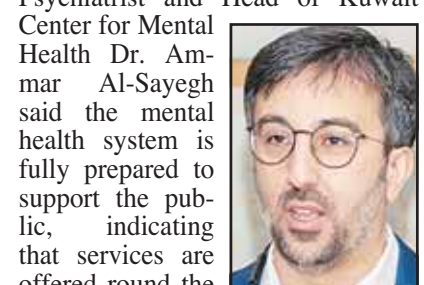 Psychiatrist and Head of Kuwait
Center for Mental
Health Dr. Am-
mar Al-Sayegh
said the mental
health system is
fully prepared to
support the pub-
lic, indicating
that services are
offered round the